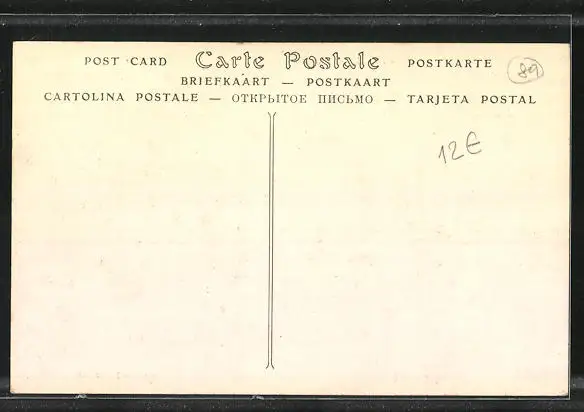 POST CARD Carte Postale POSTKARTE
BRIEFKAART — POSTKAART
CARTOLINA POSTALE — ОТКРЫТОЕ ПИСЬМО — TARJETA POSTAL
89
12€